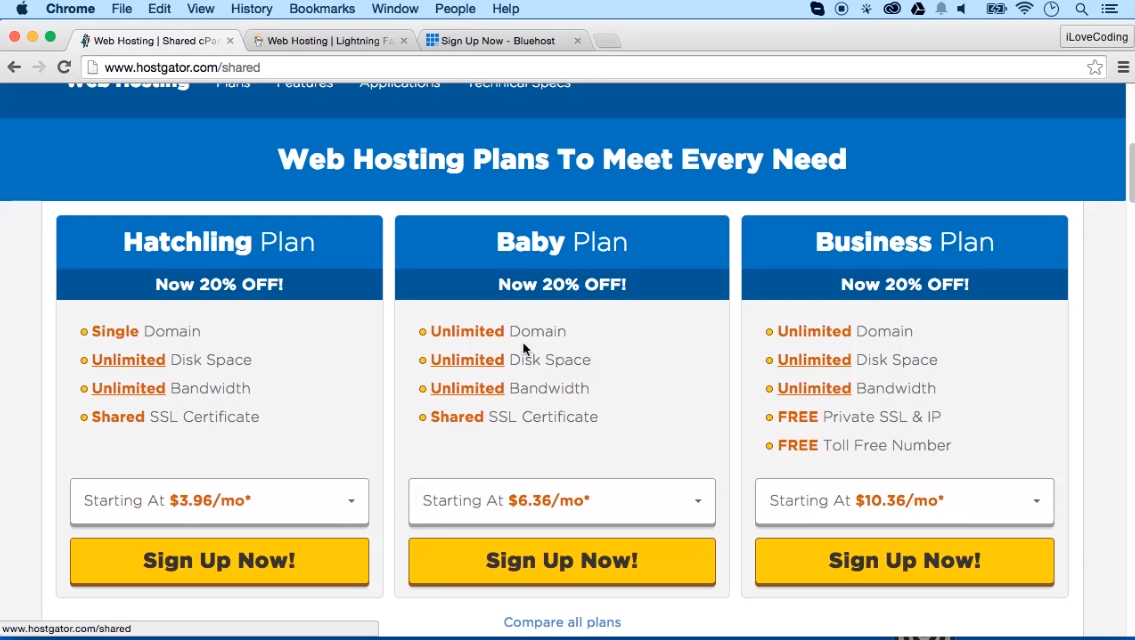 Chrome File Edit View History Bookmarks Window People Help
Web Hosting | Shared cPa
Web Hosting | Lightning Fa
Sign Up Now - Bluehost
iLoveCoding
www.hostgator.com/shared
Web Hosting Plans Features Applications Technical Specs
Web Hosting Plans To Meet Every Need
Hatchling Plan
Now 20% OFF!
Single Domain
Unlimited Disk Space
Unlimited Bandwidth
Shared SSL Certificate
Starting At $3.96/mo*
Sign Up Now!
Baby Plan
Now 20% OFF!
Unlimited Domain
Unlimited Disk Space
Unlimited Bandwidth
Shared SSL Certificate
Starting At $6.36/mo*
Sign Up Now!
Business Plan
Now 20% OFF!
Unlimited Domain
Unlimited Disk Space
Unlimited Bandwidth
FREE Private SSL & IP
FREE Toll Free Number
Starting At $10.36/mo*
Sign Up Now!
Compare all plans
www.hostgator.com/shared